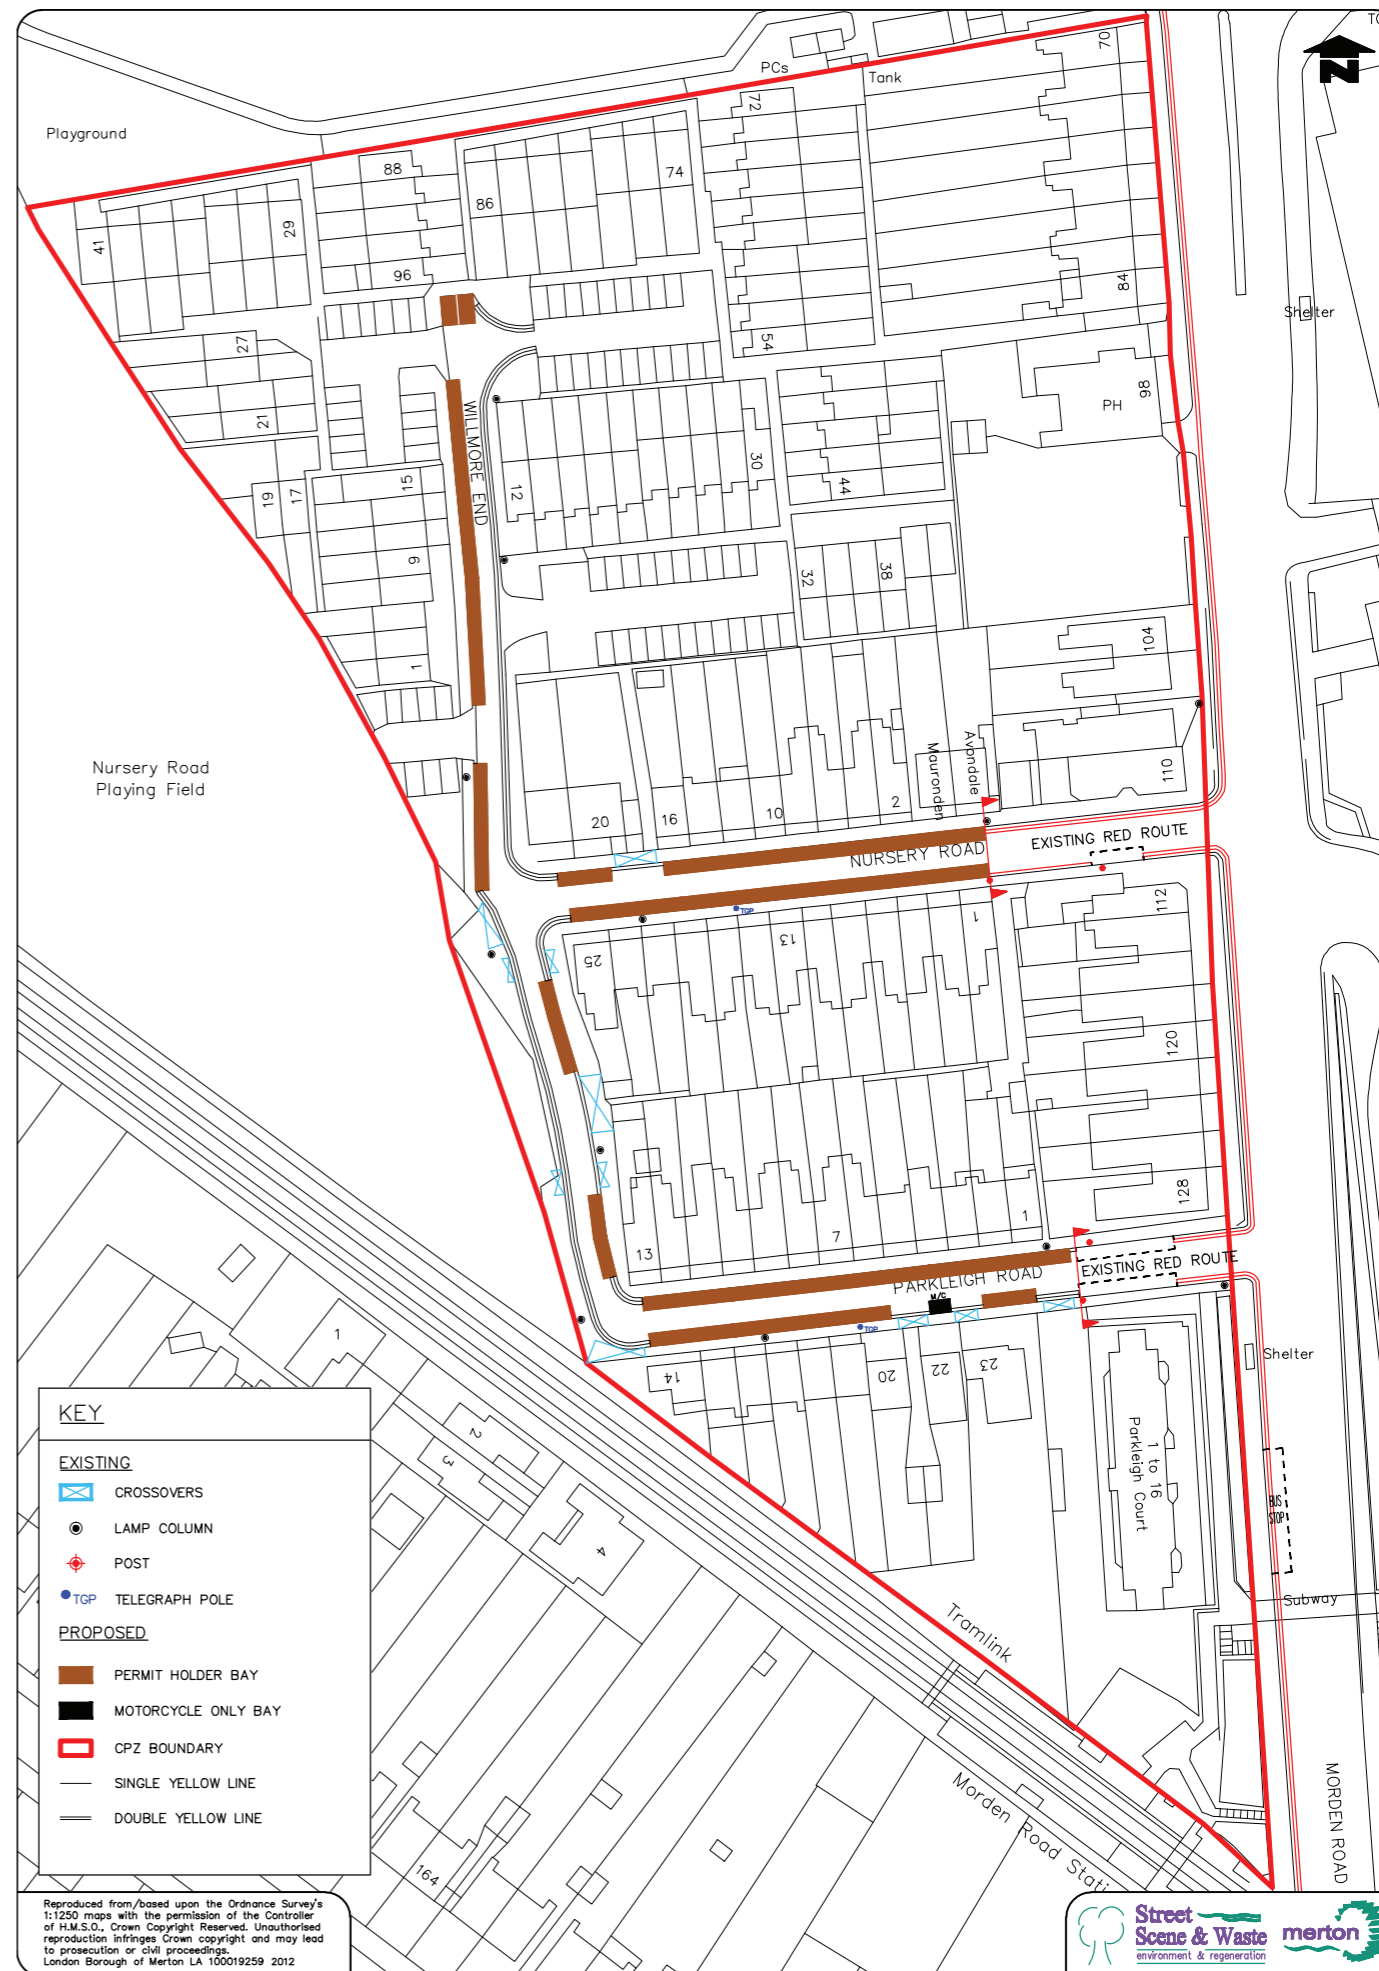 TO
PCs
Tank
70
72
Playground
88
74
86
41
29
96
84
Shelter
54
27
98
PH
21
WILLMORE END
30
15
44
12
19
17
9
38
32
1
104
Nursery Road
Playing Field
Avondale
Mauronden
110
2
10
16
20
EXISTING RED ROUTE
NURSERY ROAD
112
TGP
1
13
25
120
128
1
7
13
EXISTING RED ROUTE
PARKLEIGH ROAD
M/C
TGP
1
Shelter
23
22
20
14
1 to 16
Parkleigh Court
2
3
4
BUS
STOP
Subway
Tramlink
Morden Road Stati
MORDEN ROAD
164
KEY
EXISTING
CROSSOVERS
LAMP COLUMN
POST
TGP TELEGRAPH POLE
PROPOSED
PERMIT HOLDER BAY
MOTORCYCLE ONLY BAY
CPZ BOUNDARY
SINGLE YELLOW LINE
DOUBLE YELLOW LINE
Reproduced from/based upon the Ordnance Survey's
1:1250 maps with the permission of the Controller
of H.M.S.O., Crown Copyright Reserved. Unauthorised
reproduction infringes Crown copyright and may lead
to prosecution or civil proceedings.
London Borough of Merton LA 100019259 2012
Street
Scene & Waste
environment & regeneration
merton
N